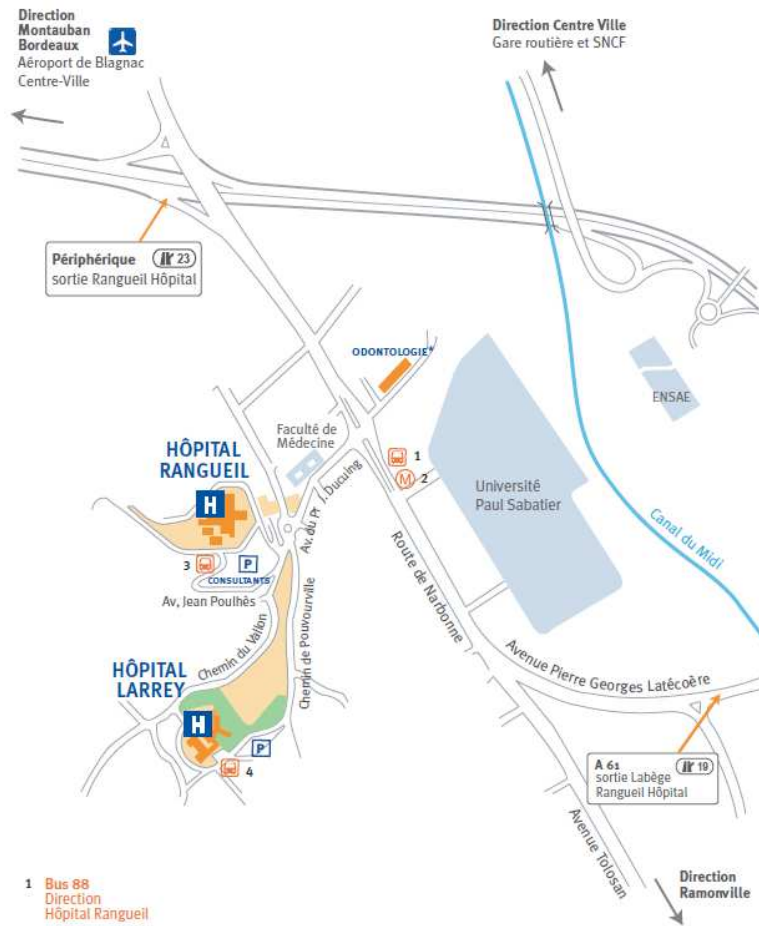 Direction
Montauban
Bordeaux
Aéroport de Blagnac
Centre-Ville
Direction Centre Ville
Gare routière et SNCF
Périphérique 23
sortie Rangueil Hôpital
ODONTOLOGIE*
ENSAE
Faculté de
Médecine
HÔPITAL
RANGUEIL
H
1
M 2
Université
Paul Sabatier
Av. du Pr J. Ducuing
Canal du Midi
3
P
CONSULTANTS
Av, Jean Poulhès
Route de Narbonne
Chemin du Vallon
Chemin de Pouvourville
Avenue Pierre Georges Latécoère
HÔPITAL
LARREY
H
P
4
A 61 19
sortie Labège
Rangueil Hôpital
Avenue Tolosan
Direction
Ramonville
1 Bus 88
Direction
Hôpital Rangueil